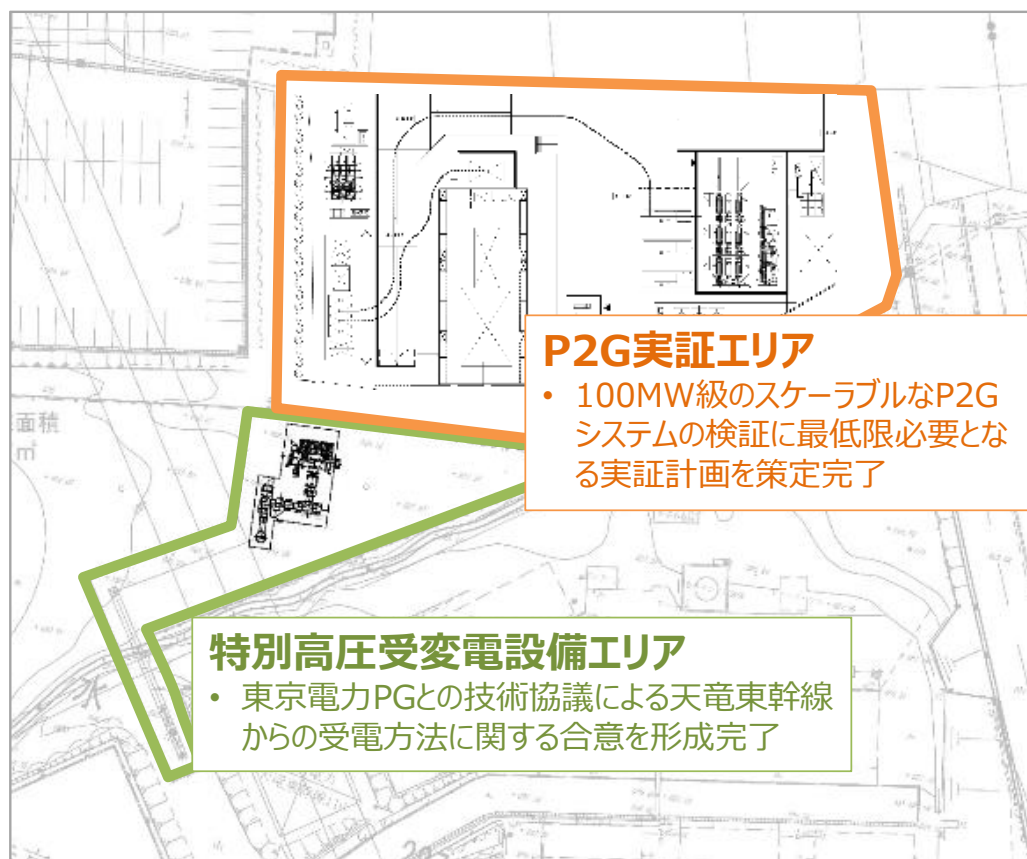 P2G実証エリア
• 100MW級のスケーラブルなP2G
システムの検証に最低限必要とな
る実証計画を策定完了
面積
㎡
特別高圧受変電設備エリア
• 東京電力PGとの技術協議による天竜東幹線
からの受電方法に関する合意を形成完了